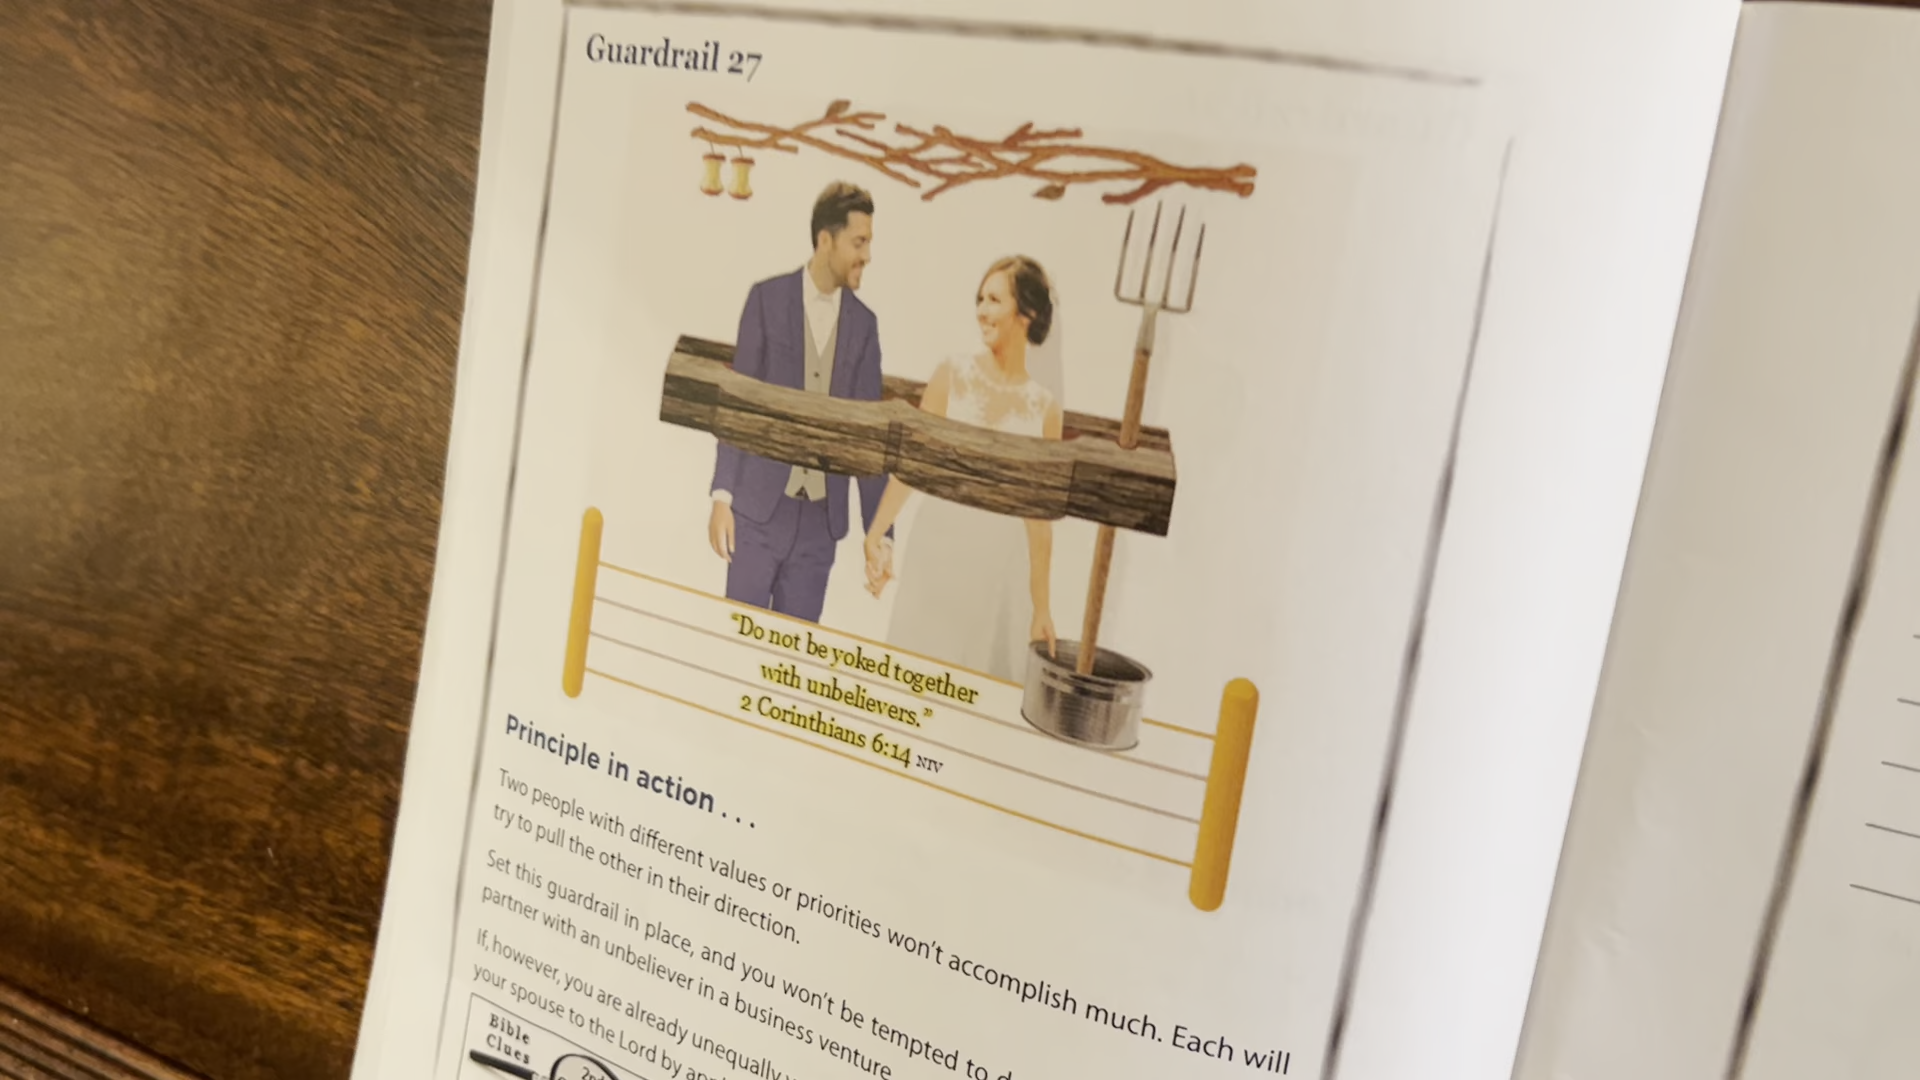 Guardrail 27
“Do not be yoked together
with unbelievers.”
2 Corinthians 6:14 NIV
Principle in action . . .
Two people with different values or priorities won’t accomplish much. Each will
try to pull the other in their direction.
Set this guardrail in place, and you won’t be tempted to
partner with an unbeliever in a business venture
If, however, you are already unequally
your spouse to the Lord by
Bible
Clues
2nd